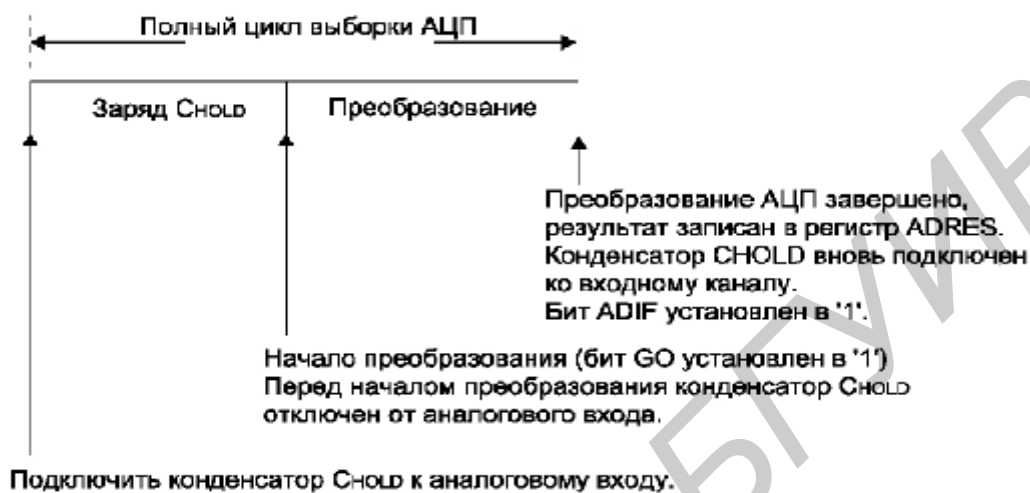 Полный цикл выборки АЦП
Заряд CHOLD Преобразование
Преобразование АЦП завершено,
результат записан в регистр ADRES.
Конденсатор CHOLD вновь подключен
ко входному каналу.
Бит ADIF установлен в '1'.
Начало преобразования (бит GO установлен в '1')
Перед началом преобразования конденсатор CHOLD
отключен от аналогового входа.
Подключить конденсатор CHOLD к аналоговому входу.
БГУИР